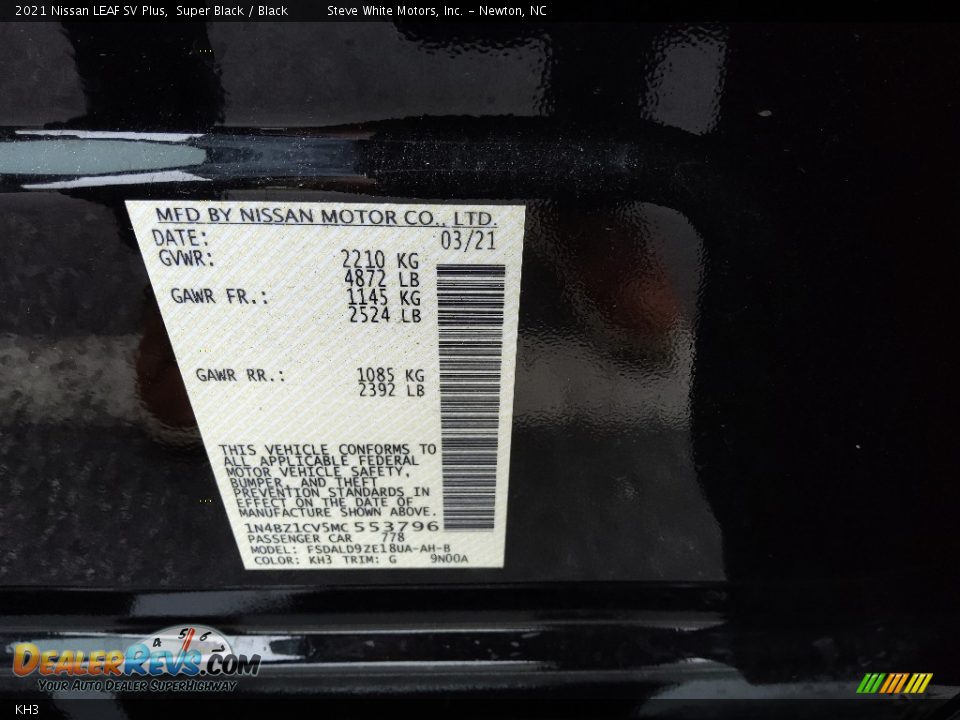 2021 Nissan LEAF SV Plus, Super Black / Black Steve White Motors, Inc. - Newton, NC
MFD BY NISSAN MOTOR CO., LTD.
DATE: 03/21
GVWR: 2210 KG
4872 LB
GAWR FR.: 1145 KG
2524 LB
GAWR RR.: 1085 KG
2392 LB
THIS VEHICLE CONFORMS TO
ALL APPLICABLE FEDERAL
MOTOR VEHICLE SAFETY,
BUMPER, AND THEFT
PREVENTION STANDARDS IN
EFFECT ON THE DATE OF
MANUFACTURE SHOWN ABOVE.
1N4BZ1CV5MC553796
PASSENGER CAR 778
MODEL: FSDALD9ZE18UA-AH-B
COLOR: KH3 TRIM: G 9N00A
4 5 6 7
DEALERREVS.COM
YOUR AUTO DEALER SUPERHIGHWAY
KH3